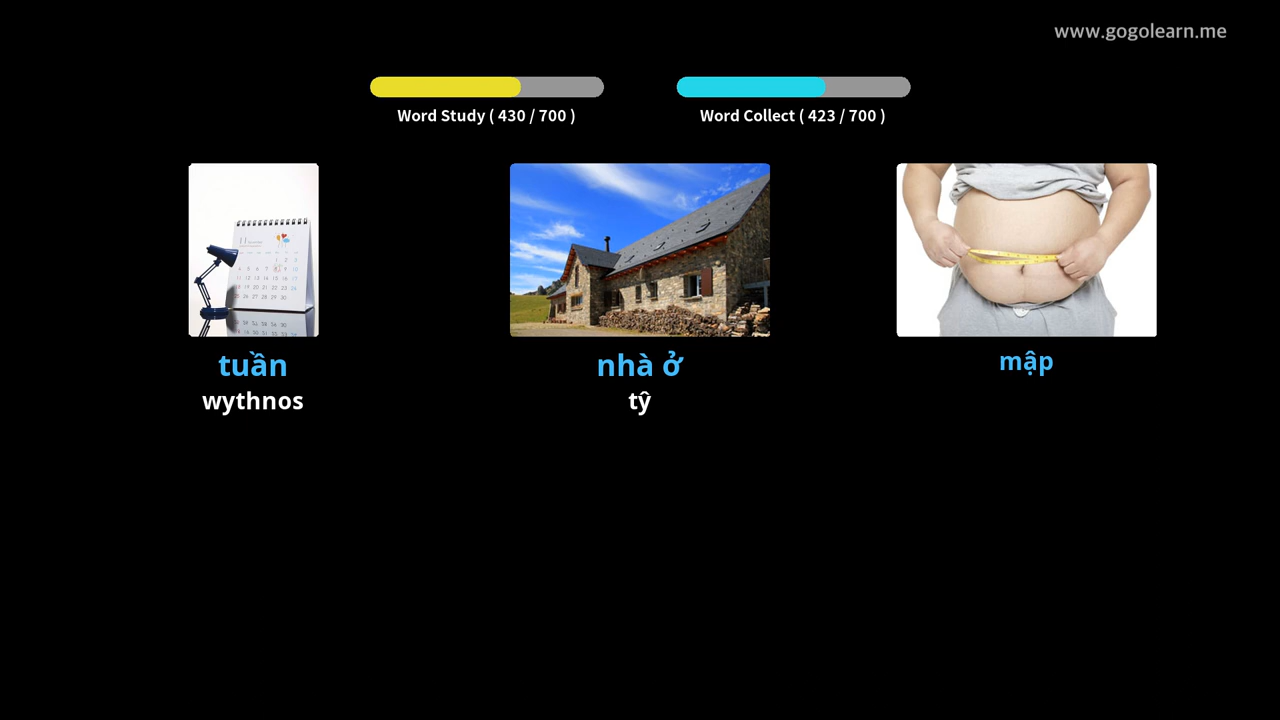 www.gogolearn.me
Word Study ( 430 / 700 )
Word Collect ( 423 / 700 )
tuần
wythnos
nhà ở
tŷ
mập